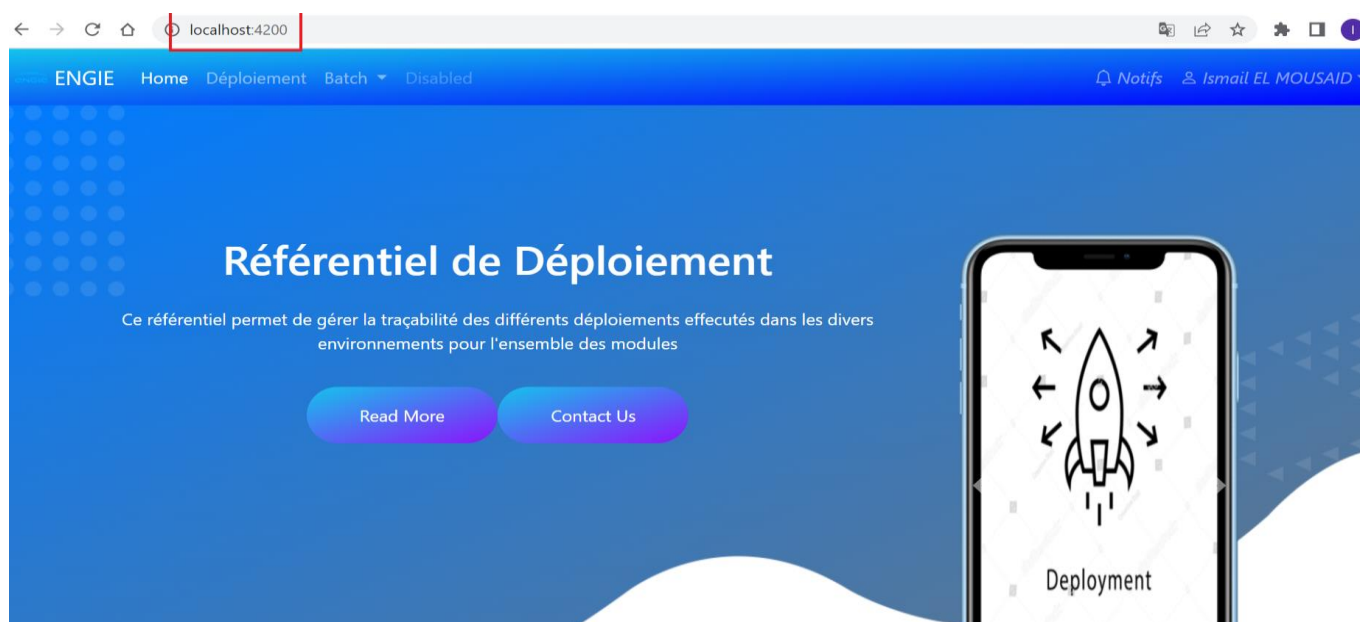 localhost:4200
ENGIE Home Déploiement Batch Disabled Notifs Ismail EL MOUSAID
Référentiel de Déploiement
Ce référentiel permet de gérer la traçabilité des différents déploiements effecutés dans les divers
environnements pour l'ensemble des modules
Read More Contact Us
Deployment